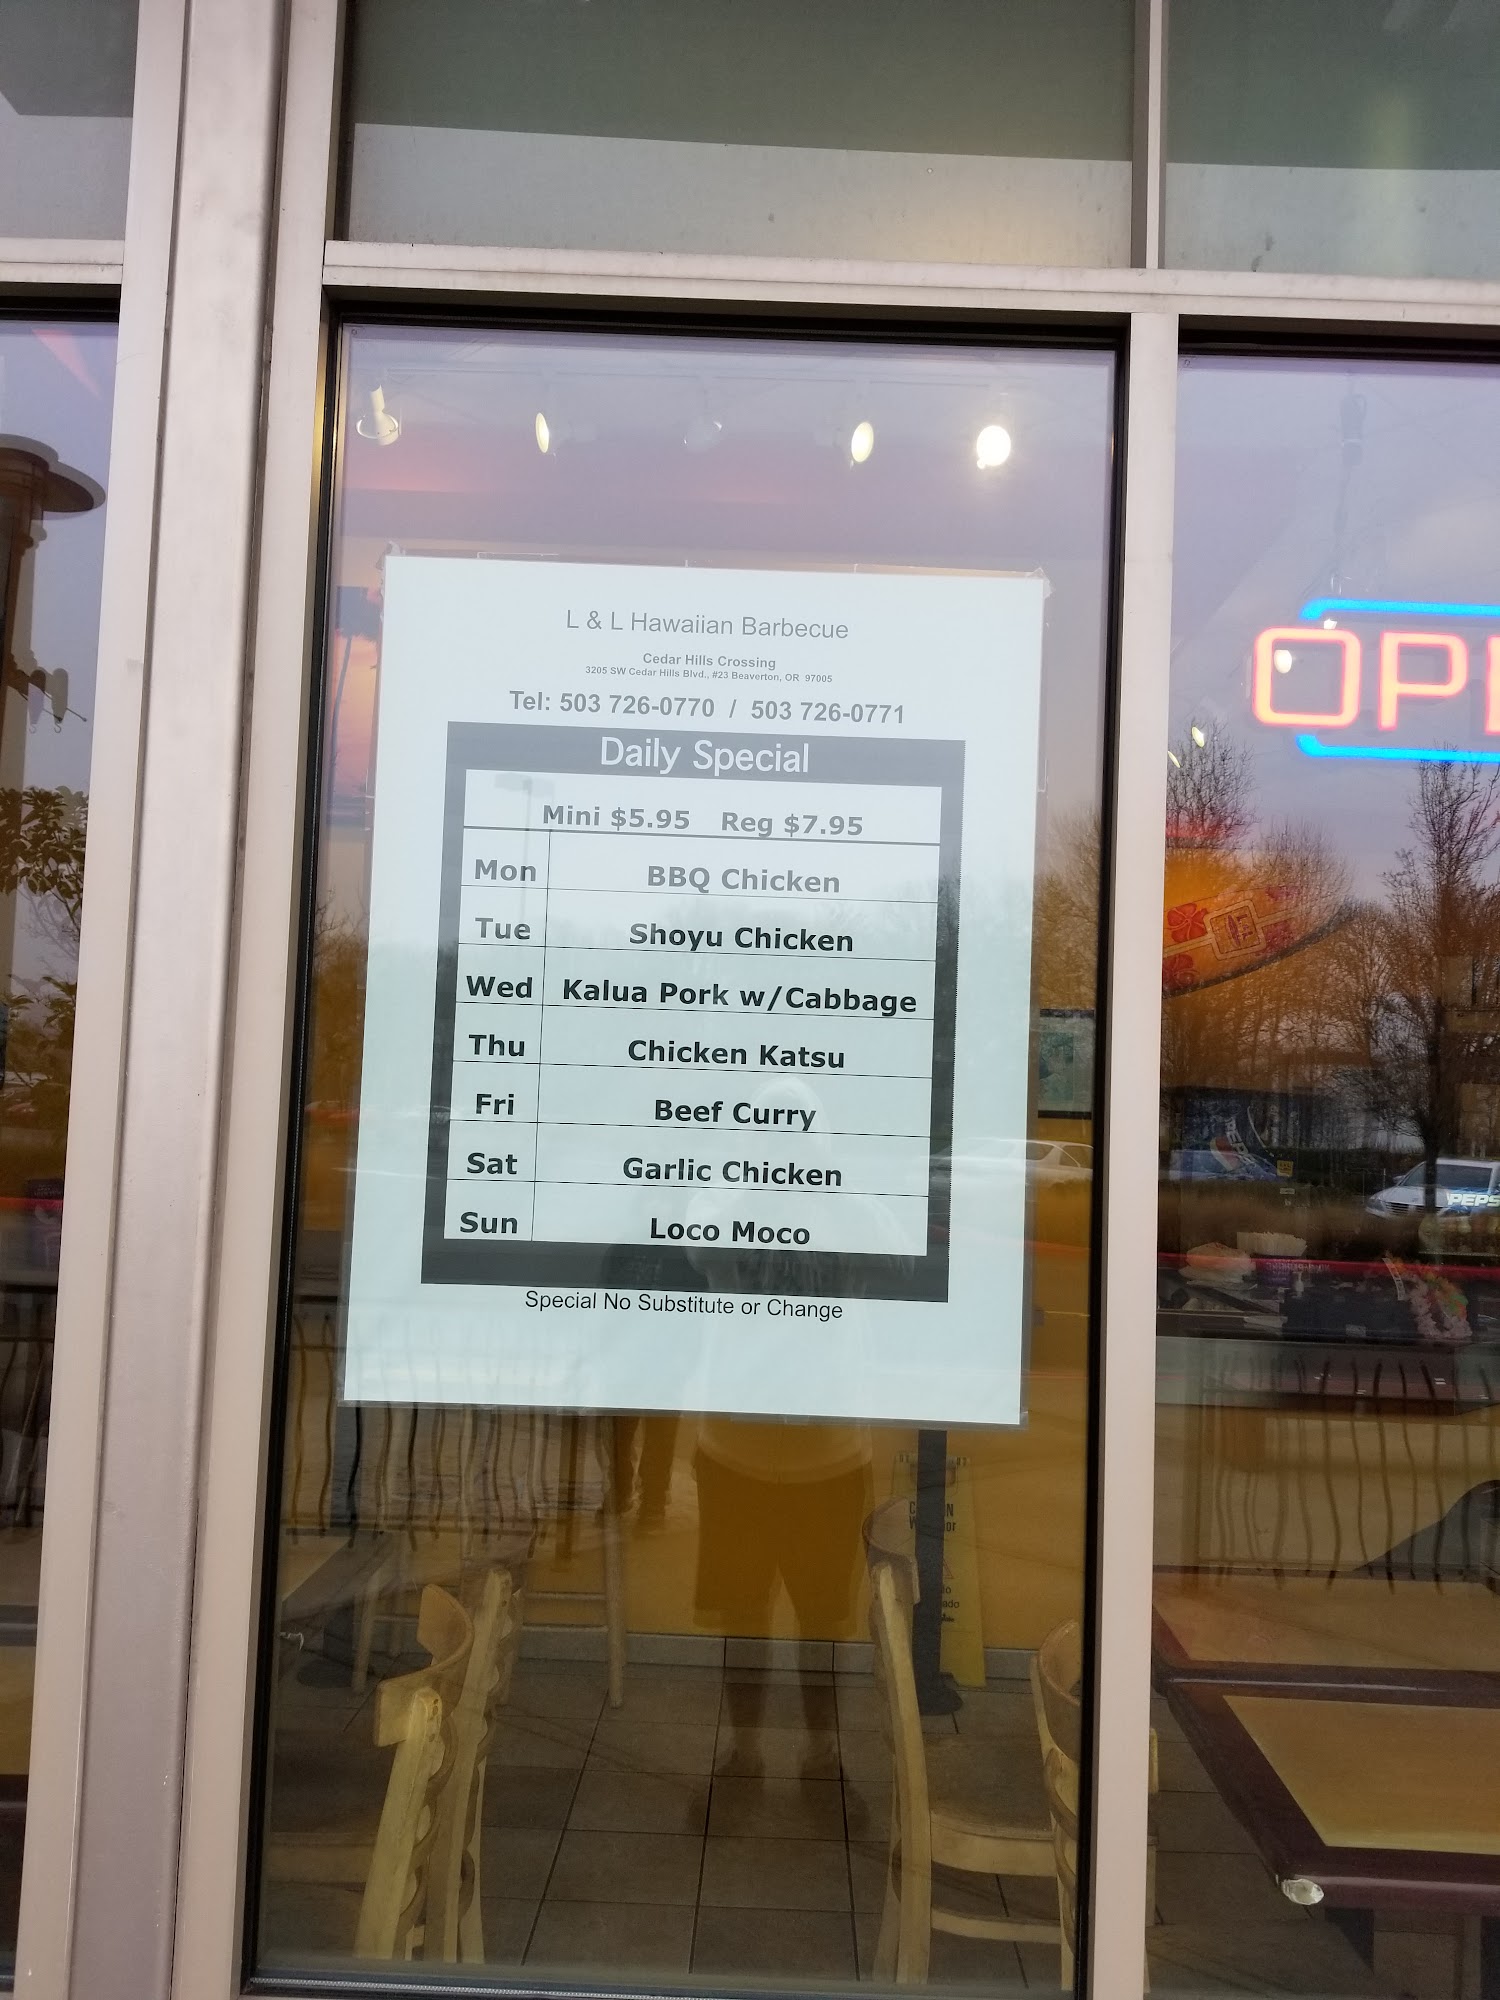 L & L Hawaiian Barbecue
Cedar Hills Crossing
3205 SW Cedar Hills Blvd., #23 Beaverton, OR 97005
Tel: 503 726-0770 / 503 726-0771
Daily Special
Mini $5.95 Reg $7.95
Mon BBQ Chicken
Tue Shoyu Chicken
Wed Kalua Pork w/Cabbage
Thu Chicken Katsu
Fri Beef Curry
Sat Garlic Chicken
Sun Loco Moco
Special No Substitute or Change
OP
PEPS